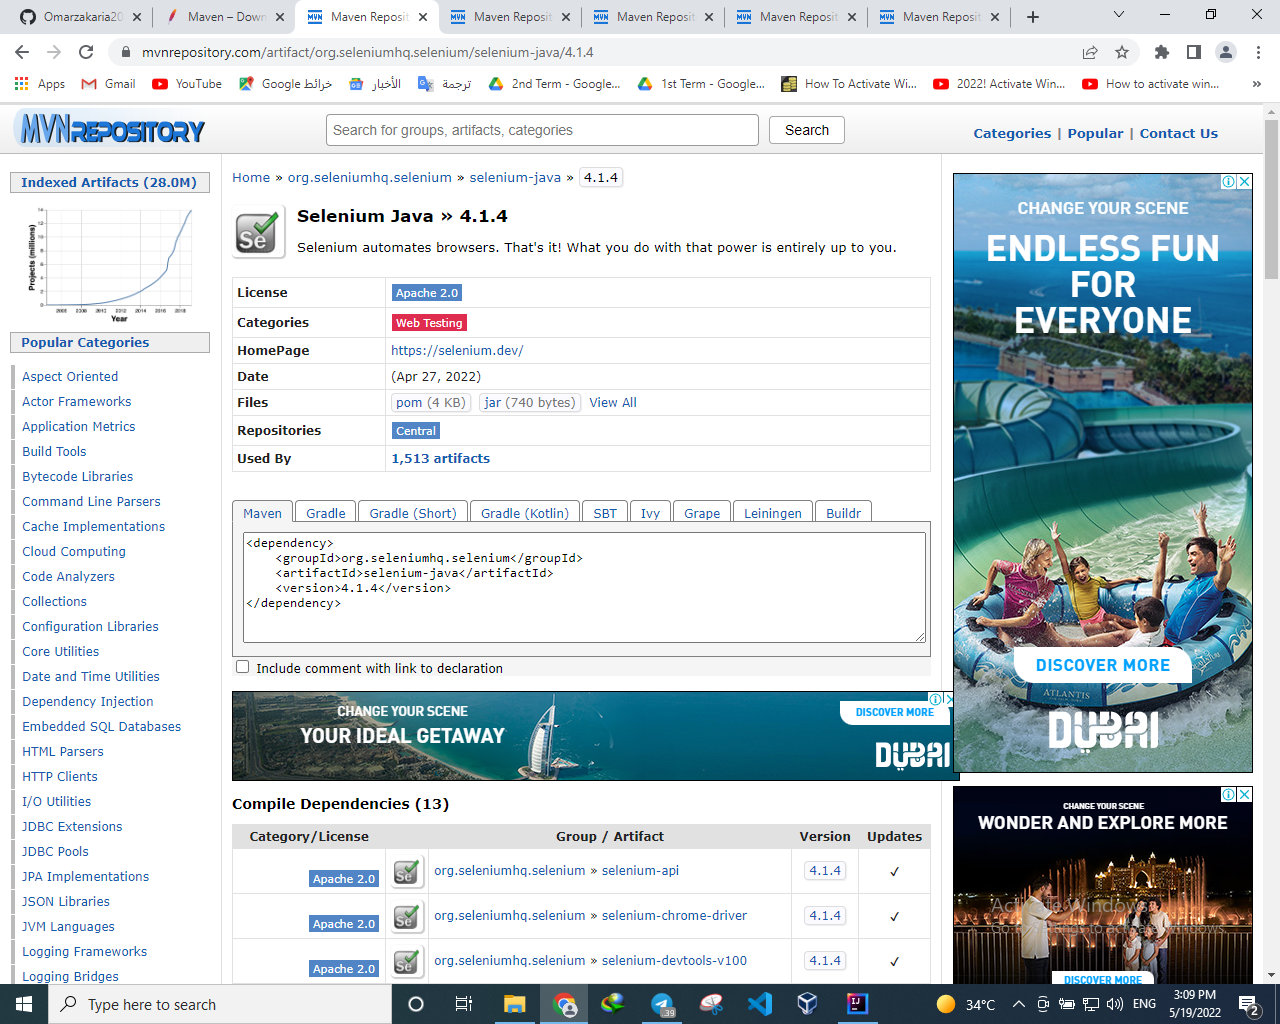 Omarzakaria20
Maven – Down
Maven Reposit
Maven Reposit
Maven Reposit
Maven Reposit
Maven Reposit
mvnrepository.com/artifact/org.seleniumhq.selenium/selenium-java/4.1.4
Apps
Gmail
YouTube
خرائط Google
الأخبار
ترجمة
2nd Term - Google...
1st Term - Google...
How To Activate Wi...
2022! Activate Win...
How to activate win...
»
MVNREPOSITORY
Search for groups, artifacts, categories
Search
Categories | Popular | Contact Us
Indexed Artifacts (28.0M)
Projects (millions)
Year
Popular Categories
Aspect Oriented
Actor Frameworks
Application Metrics
Build Tools
Bytecode Libraries
Command Line Parsers
Cache Implementations
Cloud Computing
Code Analyzers
Collections
Configuration Libraries
Core Utilities
Date and Time Utilities
Dependency Injection
Embedded SQL Databases
HTML Parsers
HTTP Clients
I/O Utilities
JDBC Extensions
JDBC Pools
JPA Implementations
JSON Libraries
JVM Languages
Logging Frameworks
Logging Bridges
Home » org.seleniumhq.selenium » selenium-java » 4.1.4
Se
Selenium Java » 4.1.4
Selenium automates browsers. That's it! What you do with that power is entirely up to you.
License Apache 2.0
Categories Web Testing
HomePage https://selenium.dev/
Date (Apr 27, 2022)
Files pom (4 KB) jar (740 bytes) View All
Repositories Central
Used By 1,513 artifacts
Maven Gradle Gradle (Short) Gradle (Kotlin) SBT Ivy Grape Leiningen Buildr
<dependency>
    <groupId>org.seleniumhq.selenium</groupId>
    <artifactId>selenium-java</artifactId>
    <version>4.1.4</version>
</dependency>
Include comment with link to declaration
CHANGE YOUR SCENE
YOUR IDEAL GETAWAY
DISCOVER MORE
DUBAI
Compile Dependencies (13)
Category/License Group / Artifact Version Updates
Apache 2.0 Se org.seleniumhq.selenium » selenium-api 4.1.4 ✓
Apache 2.0 Se org.seleniumhq.selenium » selenium-chrome-driver 4.1.4 ✓
Apache 2.0 Se org.seleniumhq.selenium » selenium-devtools-v100 4.1.4 ✓
CHANGE YOUR SCENE
ENDLESS FUN
FOR
EVERYONE
DISCOVER MORE
ATLANTIS
DUBAI
CHANGE YOUR SCENE
WONDER AND EXPLORE MORE
DISCOVER MORE
Activate Windows
Go to Settings to activate Windows.
Type here to search
39
34°C
ENG
3:09 PM
5/19/2022
2